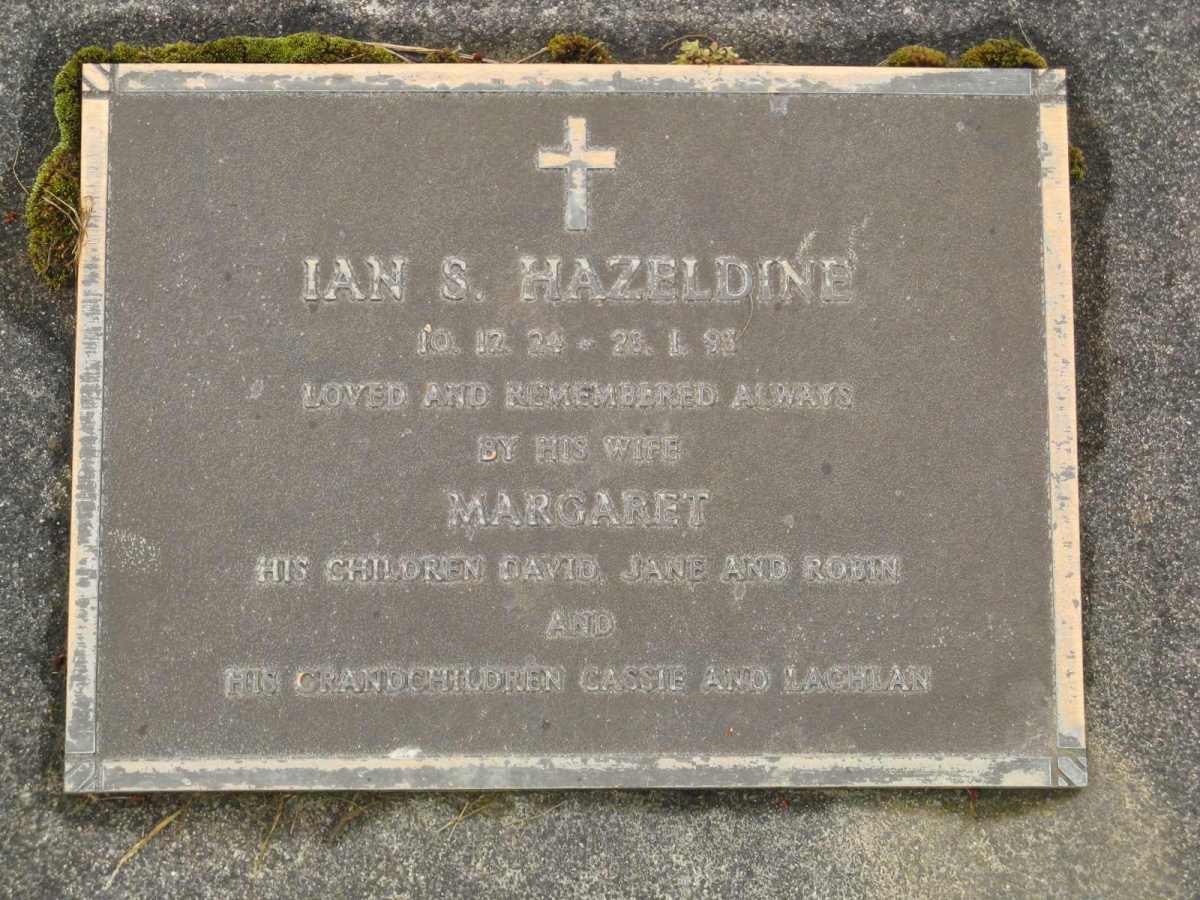 IAN S. HAZELDINE
10. 12. 24 - 28. 1. 93
LOVED AND REMEMBERED ALWAYS
BY HIS WIFE
MARGARET
HIS CHILDREN DAVID, JANE AND ROBIN
AND
HIS GRANDCHILDREN CASSIE AND LACHLAN